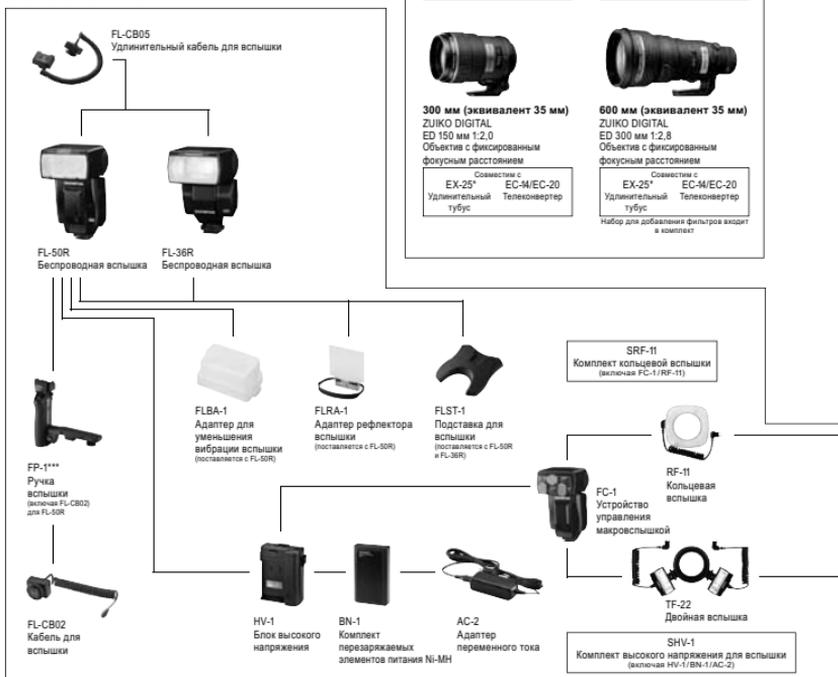 FL-CB05
Удлинительный кабель для вспышки
300 мм (эквивалент 35 мм)
ZUIKO DIGITAL
ED 150 мм 1:2,0
Объектив с фиксированным
фокусным расстоянием
Совместим с
EX-25*
Удлинительный
тубус
EC-14/EC-20
Телеконвертер
600 мм (эквивалент 35 мм)
ZUIKO DIGITAL
ED 300 мм 1:2,8
Объектив с фиксированным
фокусным расстоянием
Совместим с
EX-25*
Удлинительный
тубус
EC-14/EC-20
Телеконвертер
Набор для добавления фильтров входит
в комплект
FL-50R
Беспроводная вспышка
FL-36R
Беспроводная вспышка
FLBA-1
Адаптер для
уменьшения
вибрации вспышки
(поставляется с FL-50R)
FLRA-1
Адаптер рефлектора
вспышки
(поставляется с FL-50R)
FLST-1
Подставка для
вспышки
(поставляется с FL-50R
и FL-36R)
SRF-11
Комплект кольцевой вспышки
(включая FC-1/RF-11)
FP-1***
Ручка
вспышки
(включая FL-CB02)
для FL-50R
FC-1
Устройство
управления
макровспышкой
RF-11
Кольцевая
вспышка
FL-CB02
Кабель для
вспышки
HV-1
Блок высокого
напряжения
BN-1
Комплект
перезаряжаемых
элементов питания Ni-MH
AC-2
Адаптер
переменного тока
TF-22
Двойная вспышка
SHV-1
Комплект высокого напряжения для вспышки
(включая HV-1/BN-1/AC-2)